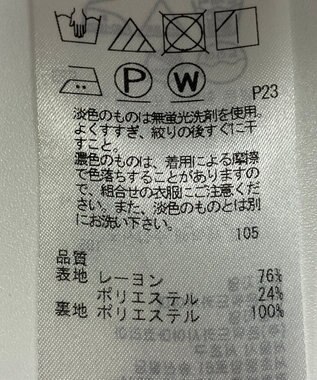 P W
P23
淡色のものは無蛍光洗剤を使用。
よくすすぎ、絞りの後すぐに干
すこと。
濃色のものは、着用による摩擦
で色落ちすることがありますの
で、組合せの衣服にご注意くだ
さい。また、淡色のものとは別
にお洗い下さい。
105
品質
表地 レーヨン 76%
ポリエステル 24%
裏地 ポリエステル 100%